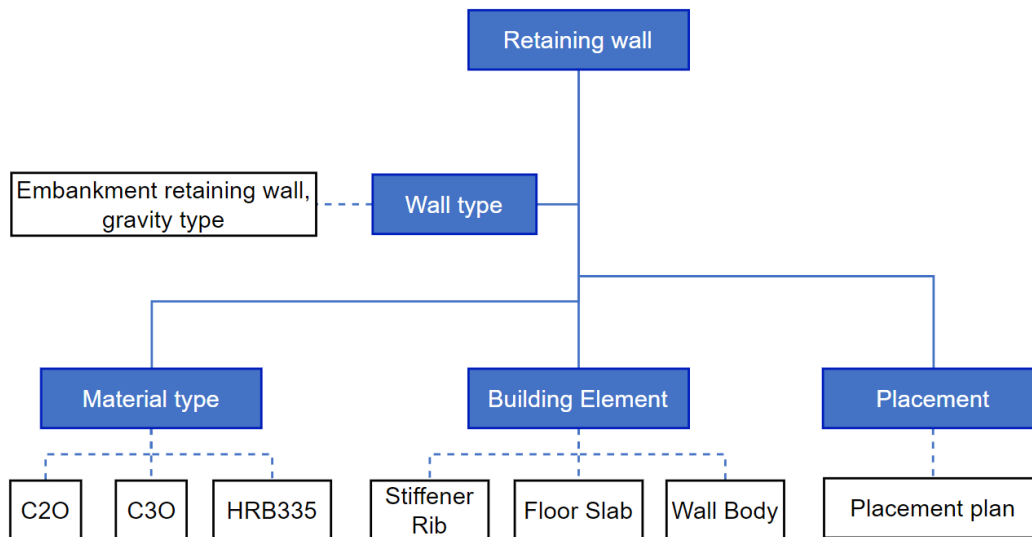 Retaining wall
Embankment retaining wall,
gravity type
Wall type
Material type
Building Element
Placement
C2O
C3O
HRB335
Stiffener
Rib
Floor Slab
Wall Body
Placement plan